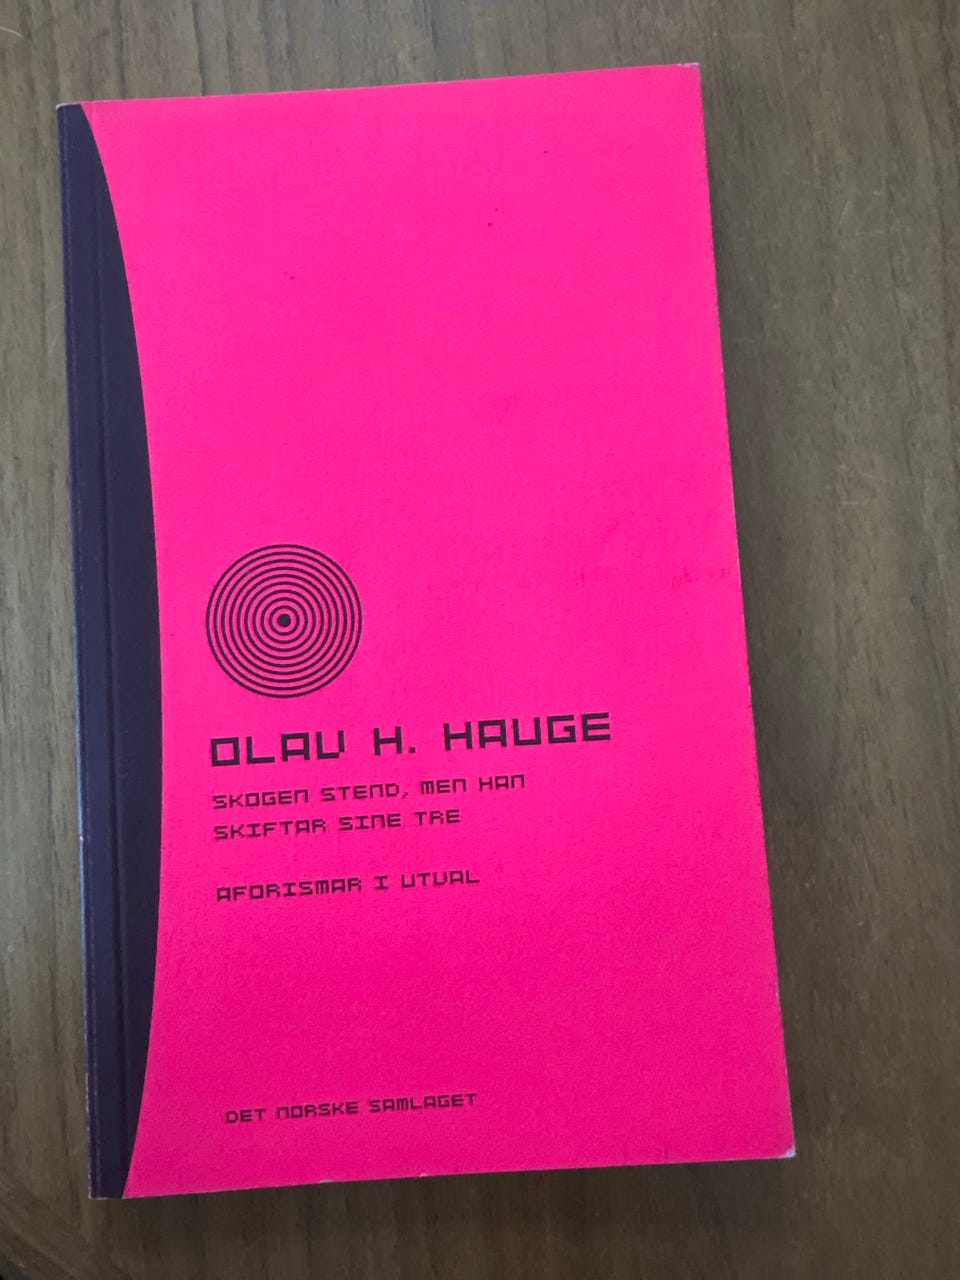 OLAV H. HAUGE
SKOGEN STEND, MEN HAN
SKIFTAR SINE TRE
AFORISMAR I UTVAL
DET NORSKE SAMLAGET